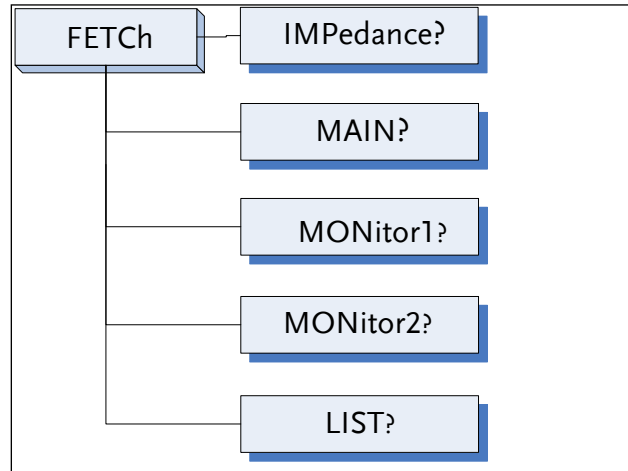 FETCh
IMPedance?
MAIN?
MONitor1?
MONitor2?
LIST?